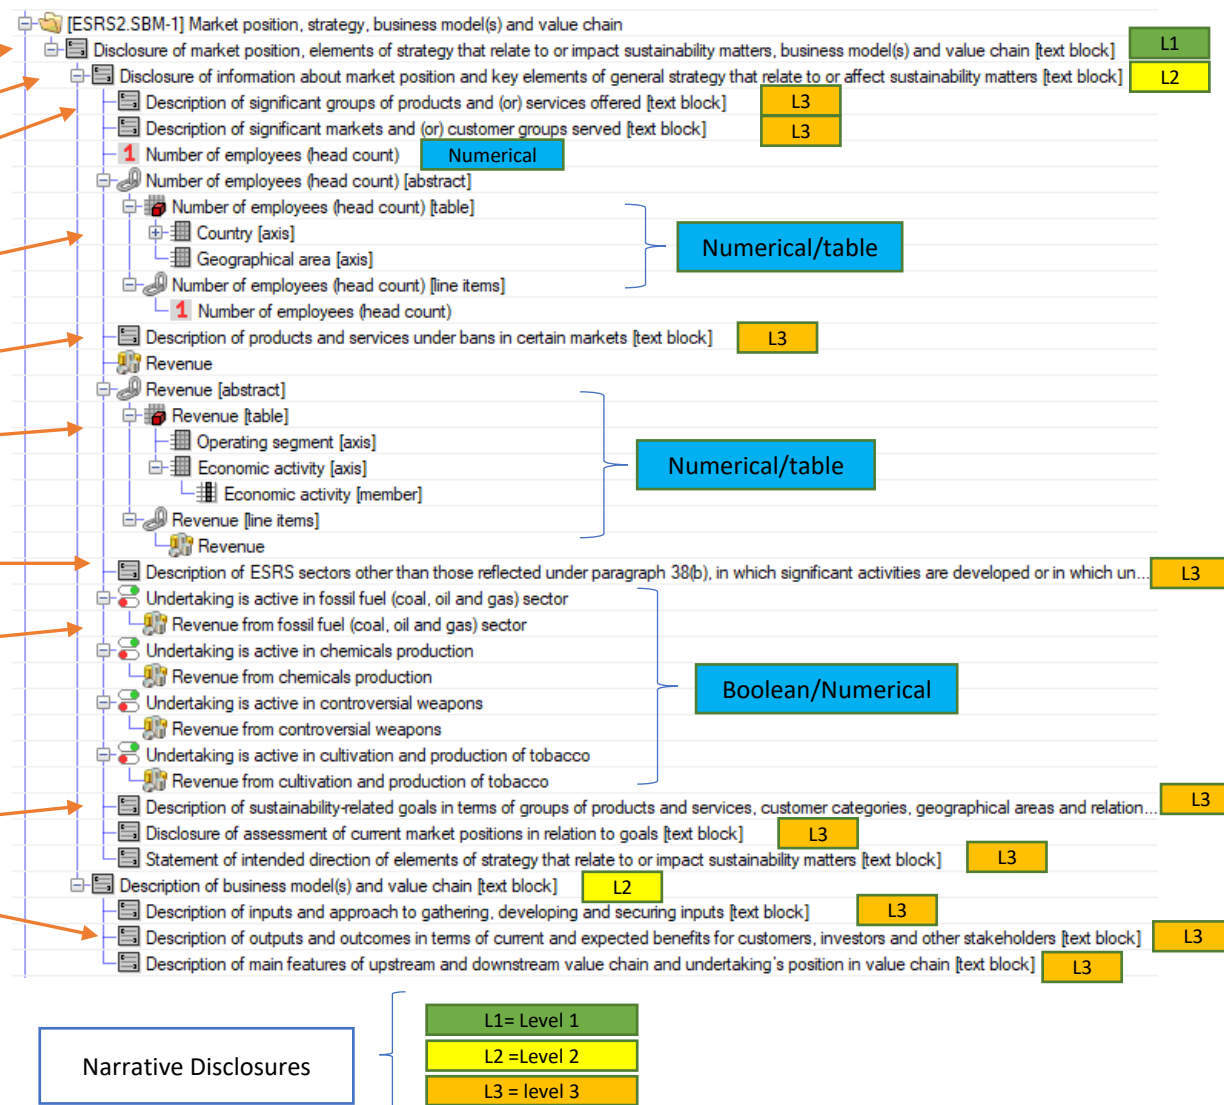 [ESRS2.SBM-1] Market position, strategy, business model(s) and value chain
Disclosure of market position, elements of strategy that relate to or impact sustainability matters, business model(s) and value chain [text block] L1
Disclosure of information about market position and key elements of general strategy that relate to or affect sustainability matters [text block] L2
Description of significant groups of products and (or) services offered [text block] L3
Description of significant markets and (or) customer groups served [text block] L3
1 Number of employees (head count) Numerical
Number of employees (head count) [abstract]
Number of employees (head count) [table]
Country [axis]
Numerical/table
Geographical area [axis]
Number of employees (head count) [line items]
1 Number of employees (head count)
Description of products and services under bans in certain markets [text block] L3
Revenue
Revenue [abstract]
Revenue [table]
Operating segment [axis]
Numerical/table
Economic activity [axis]
Economic activity [member]
Revenue [line items]
Revenue
Description of ESRS sectors other than those reflected under paragraph 38(b), in which significant activities are developed or in which un... L3
Undertaking is active in fossil fuel (coal, oil and gas) sector
Revenue from fossil fuel (coal, oil and gas) sector
Undertaking is active in chemicals production
Revenue from chemicals production
Boolean/Numerical
Undertaking is active in controversial weapons
Revenue from controversial weapons
Undertaking is active in cultivation and production of tobacco
Revenue from cultivation and production of tobacco
Description of sustainability-related goals in terms of groups of products and services, customer categories, geographical areas and relation... L3
Disclosure of assessment of current market positions in relation to goals [text block] L3
Statement of intended direction of elements of strategy that relate to or impact sustainability matters [text block] L3
Description of business model(s) and value chain [text block] L2
Description of inputs and approach to gathering, developing and securing inputs [text block] L3
Description of outputs and outcomes in terms of current and expected benefits for customers, investors and other stakeholders [text block] L3
Description of main features of upstream and downstream value chain and undertaking's position in value chain [text block] L3
Narrative Disclosures
L1= Level 1
L2 =Level 2
L3 = level 3